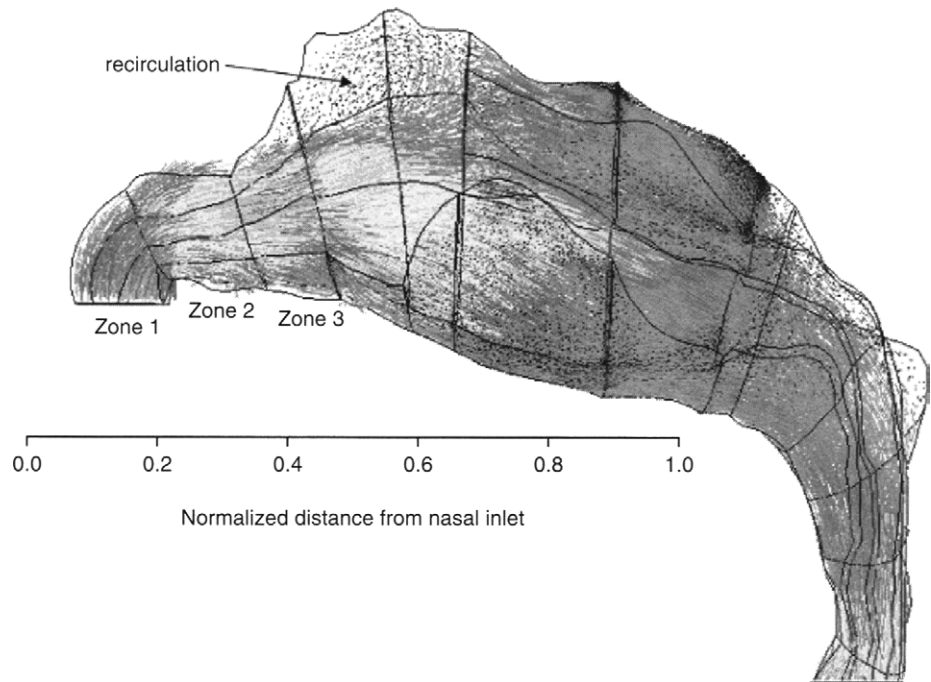 recirculation
Zone 1
Zone 2
Zone 3
0.0 0.2 0.4 0.6 0.8 1.0
Normalized distance from nasal inlet